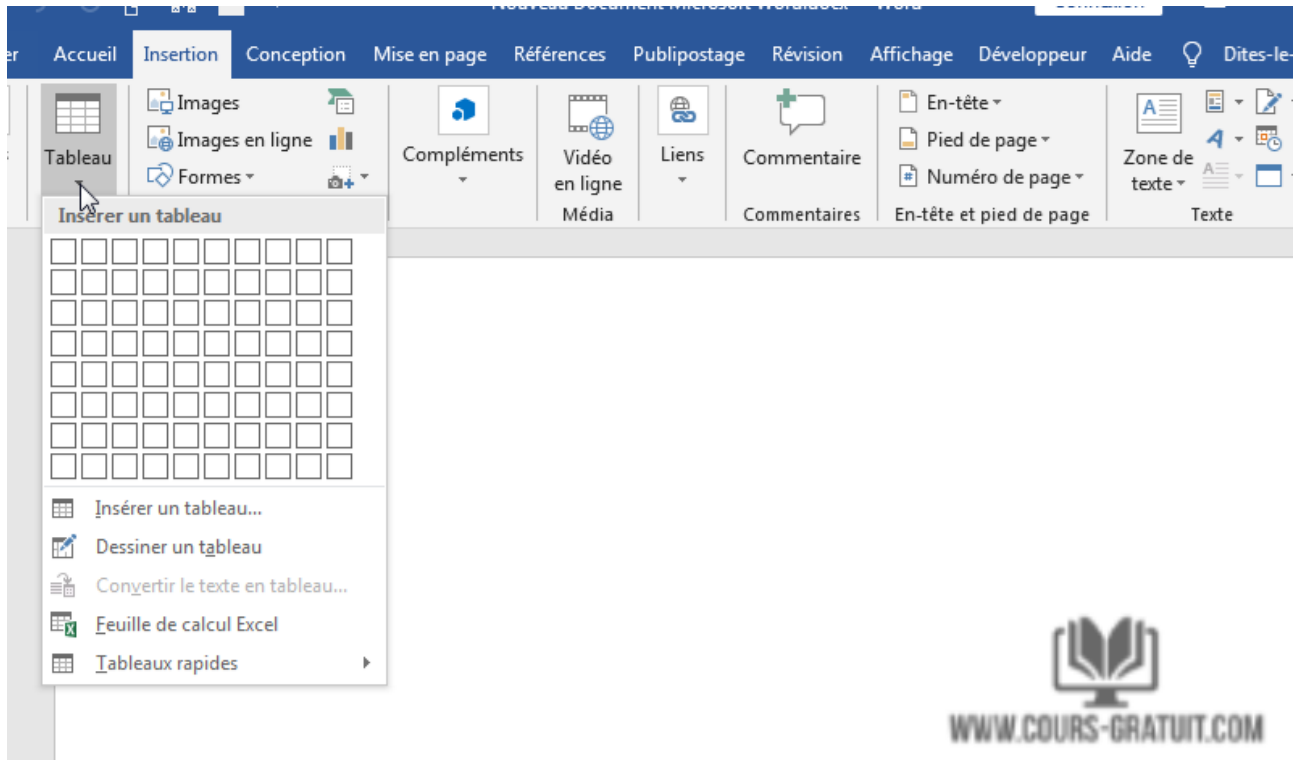 Accueil Insertion Conception Mise en page Références Publipostage Révision Affichage Développeur Aide Dites-le-
Tableau
Images
Images en ligne
Formes
Compléments
Vidéo
en ligne
Média
Liens
Commentaire
Commentaires
En-tête
Pied de page
Numéro de page
En-tête et pied de page
Zone de
texte
Texte
Insérer un tableau
Insérer un tableau...
Dessiner un tableau
Convertir le texte en tableau...
Feuille de calcul Excel
Tableaux rapides
WWW.COURS-GRATUIT.COM